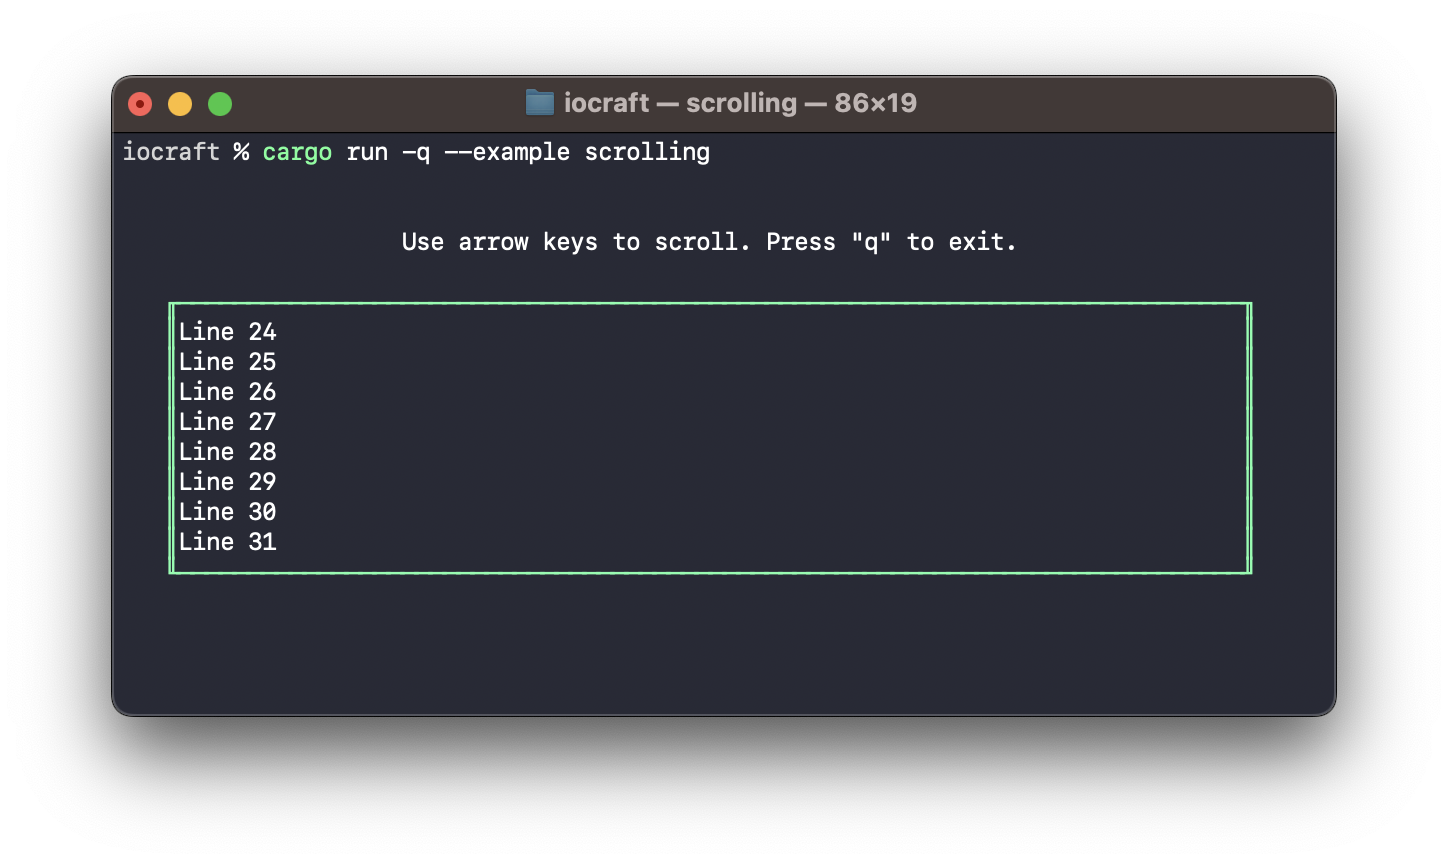 iocraft — scrolling — 86×19
iocraft % cargo run -q --example scrolling
Use arrow keys to scroll. Press "q" to exit.
Line 24
Line 25
Line 26
Line 27
Line 28
Line 29
Line 30
Line 31